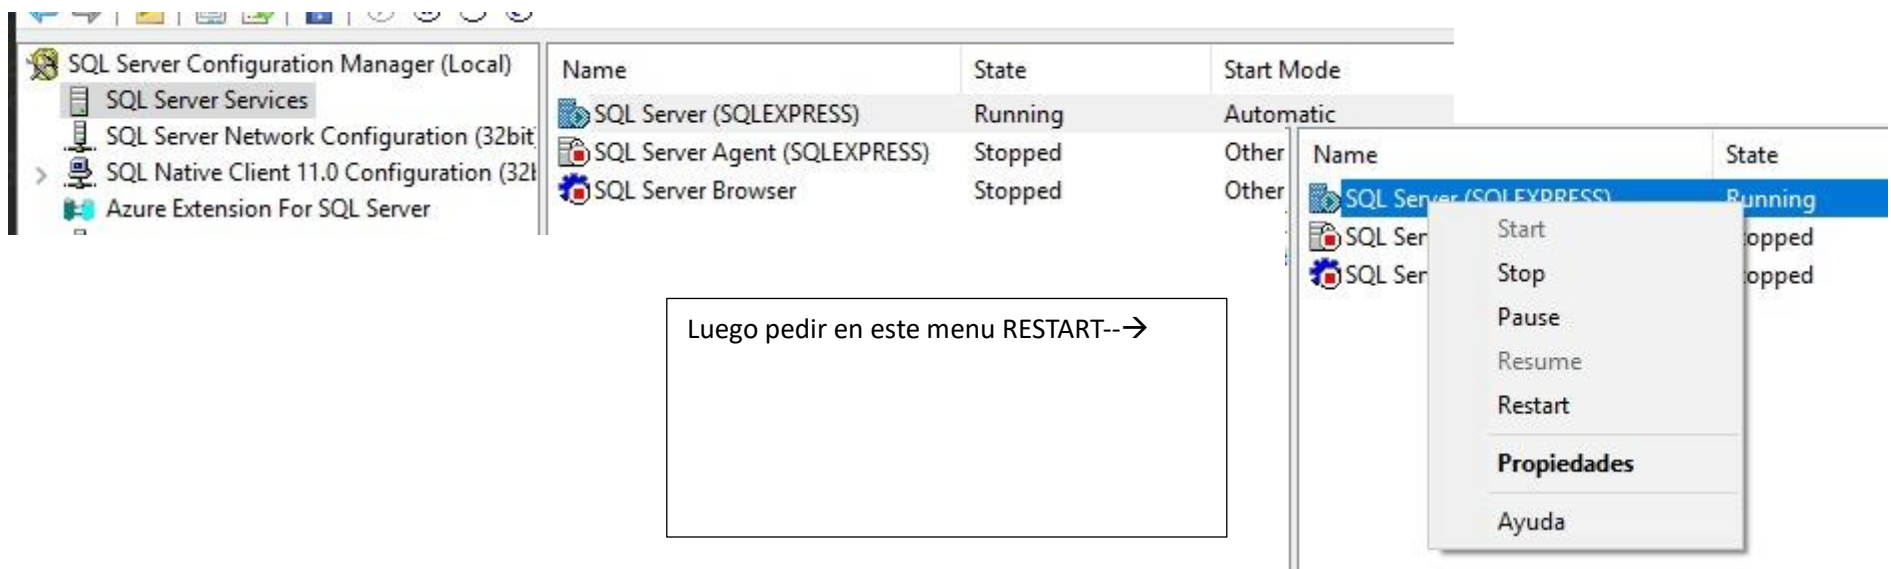 SQL Server Configuration Manager (Local)
SQL Server Services
SQL Server Network Configuration (32bit
SQL Native Client 11.0 Configuration (32
Azure Extension For SQL Server
Name State Start Mode
SQL Server (SQLEXPRESS) Running Automatic
SQL Server Agent (SQLEXPRESS) Stopped Other
SQL Server Browser Stopped Other
Luego pedir en este menu RESTART--→
Name State
SQL Server (SQLEXPRESS) Running
SQL Ser topped
SQL Ser topped
Start
Stop
Pause
Resume
Restart
Propiedades
Ayuda